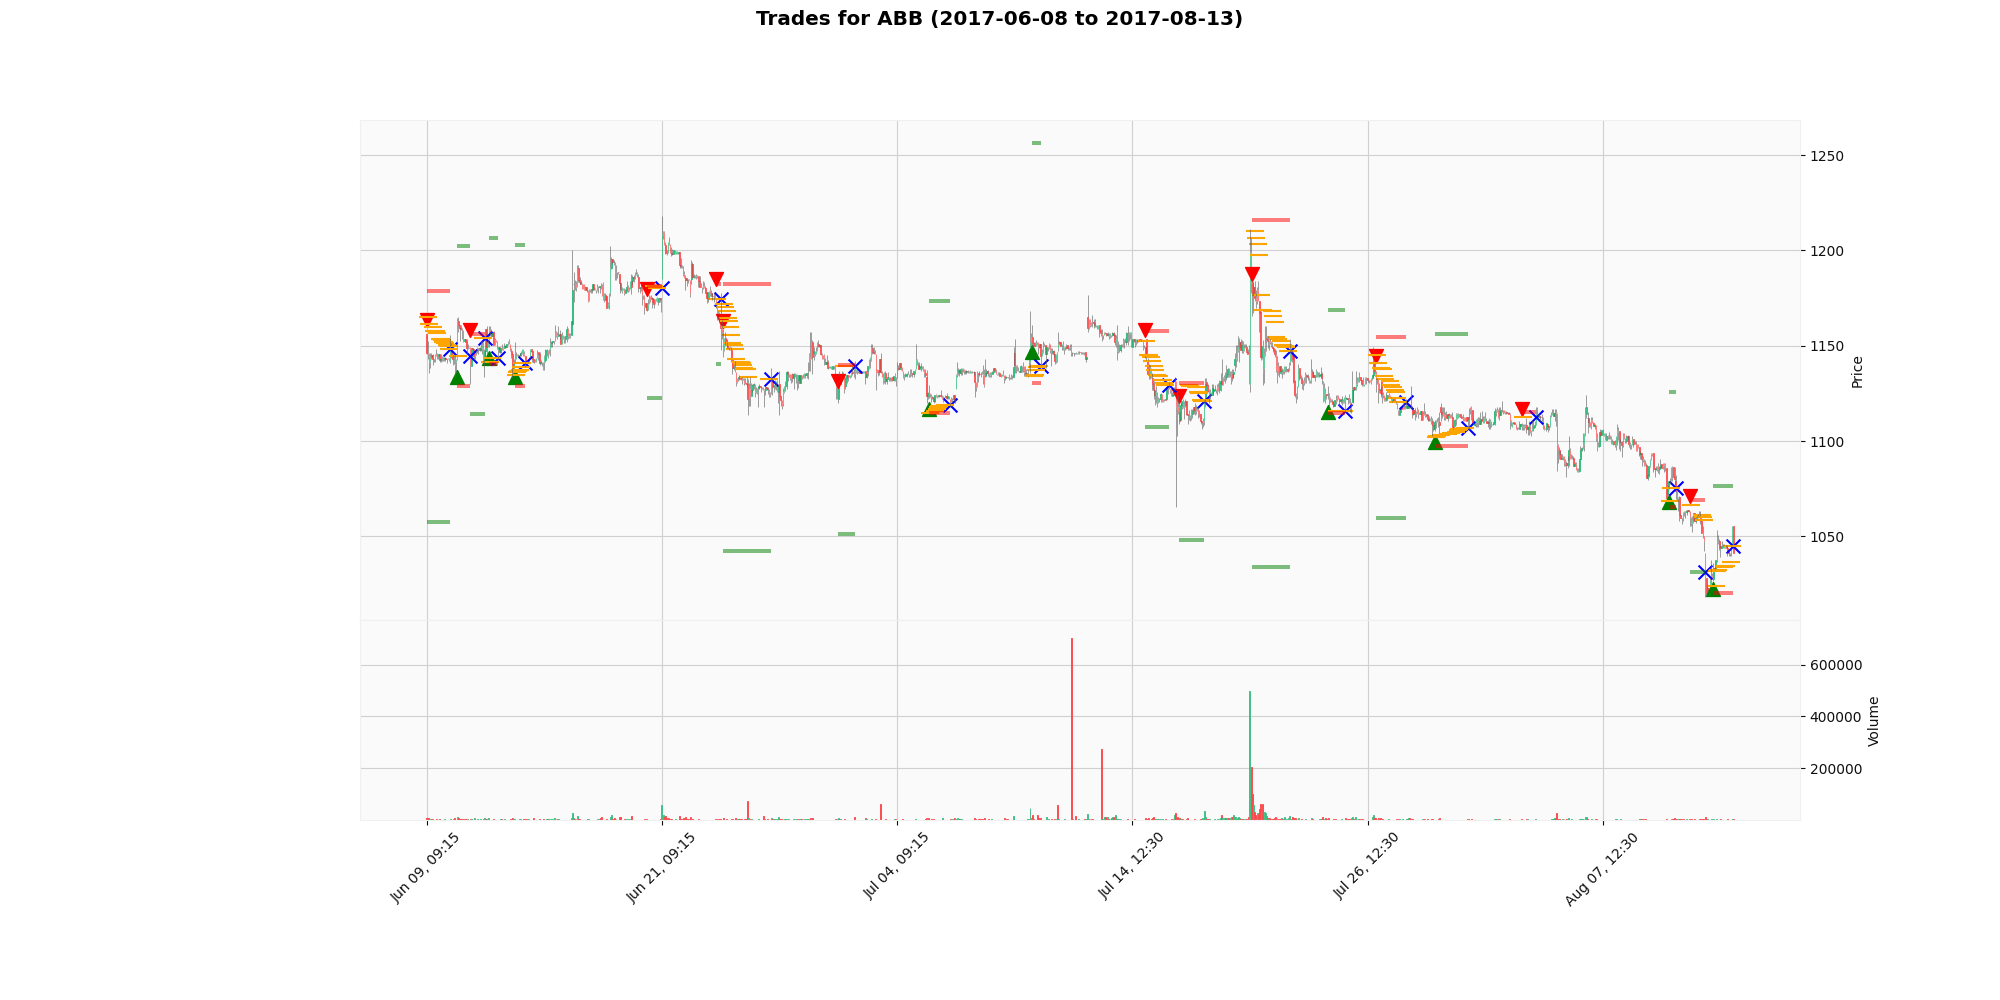 Trades for ABB (2017-06-08 to 2017-08-13)
1250
1200
1150
1100
1050
Price
600000
400000
200000
Volume
Jun 09, 09:15
Jun 21, 09:15
Jul 04, 09:15
Jul 14, 12:30
Jul 26, 12:30
Aug 07, 12:30